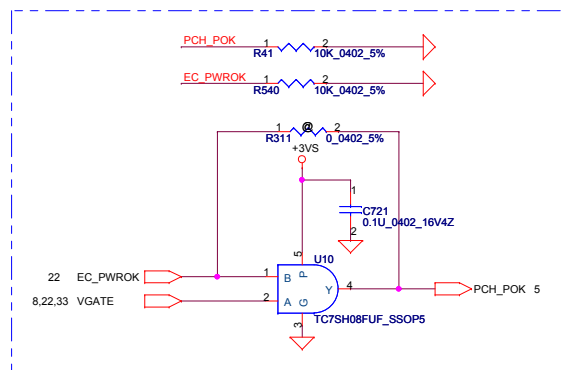 PCH_POK 1 2
R41 10K_0402_5%
EC_PWROK 1 2
R540 10K_0402_5%
1 @ 2
R311 0_0402_5%
+3VS
1
C721
0.1U_0402_16V4Z
2
5 U10
22 EC_PWROK 1 B P
Y 4 PCH_POK 5
8,22,33 VGATE 2 A G
3 TC7SH08FUF_SSOP5